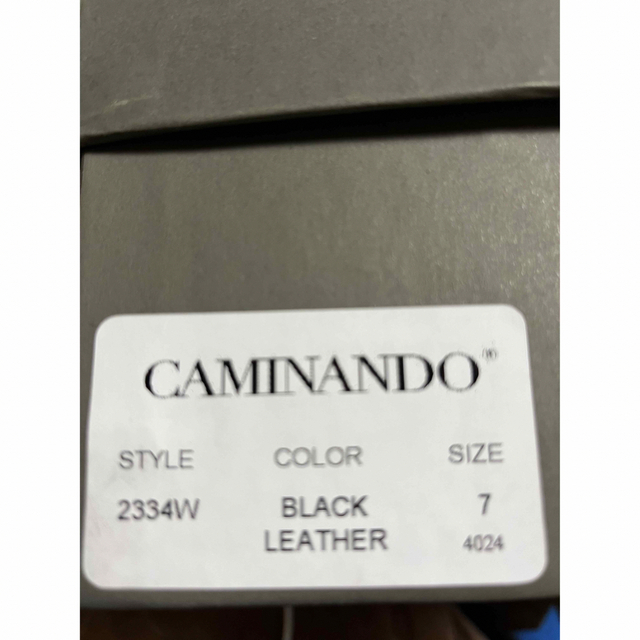 CAMINANDO®
STYLE COLOR SIZE
2334W BLACK 7
LEATHER 4024